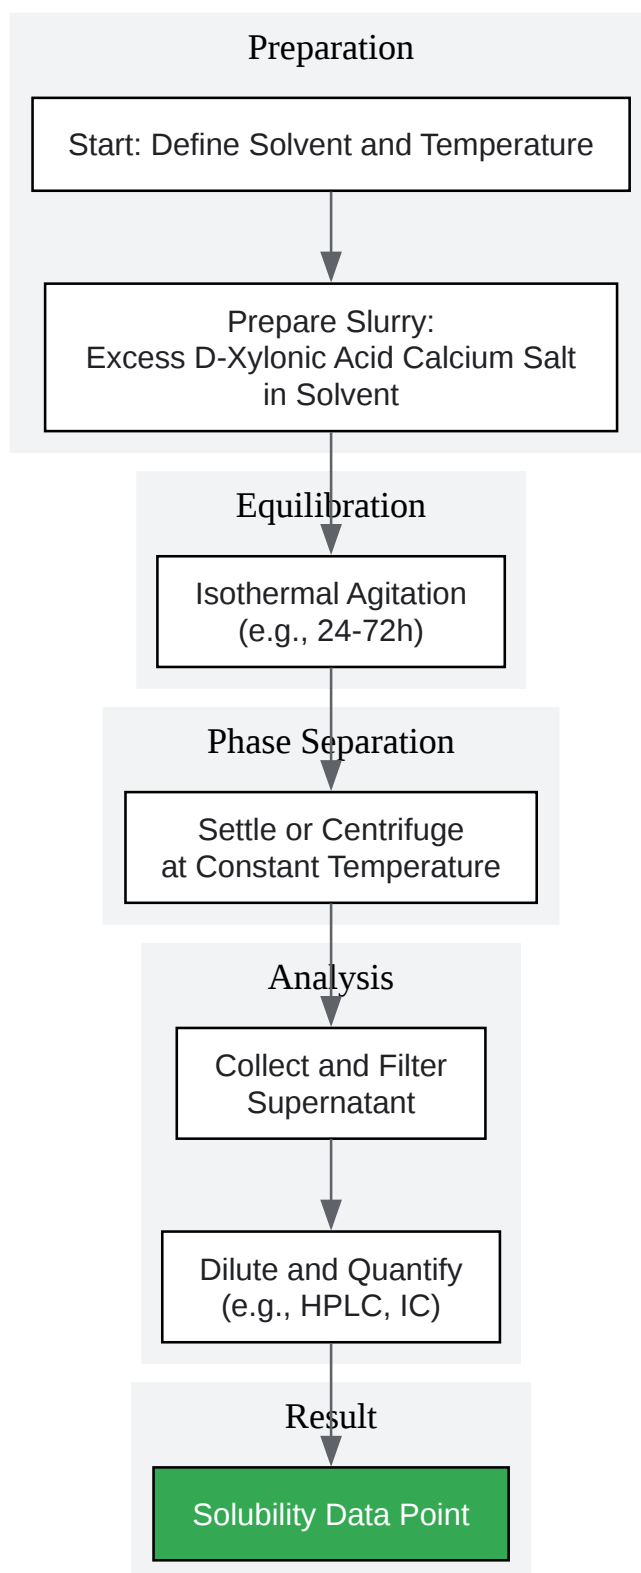 Preparation
Start: Define Solvent and Temperature
Prepare Slurry:
Excess D-Xylonic Acid Calcium Salt
in Solvent
Equilibration
Isothermal Agitation
(e.g., 24-72h)
Phase Separation
Settle or Centrifuge
at Constant Temperature
Analysis
Collect and Filter
Supernatant
Dilute and Quantify
(e.g., HPLC, IC)
Result
Solubility Data Point